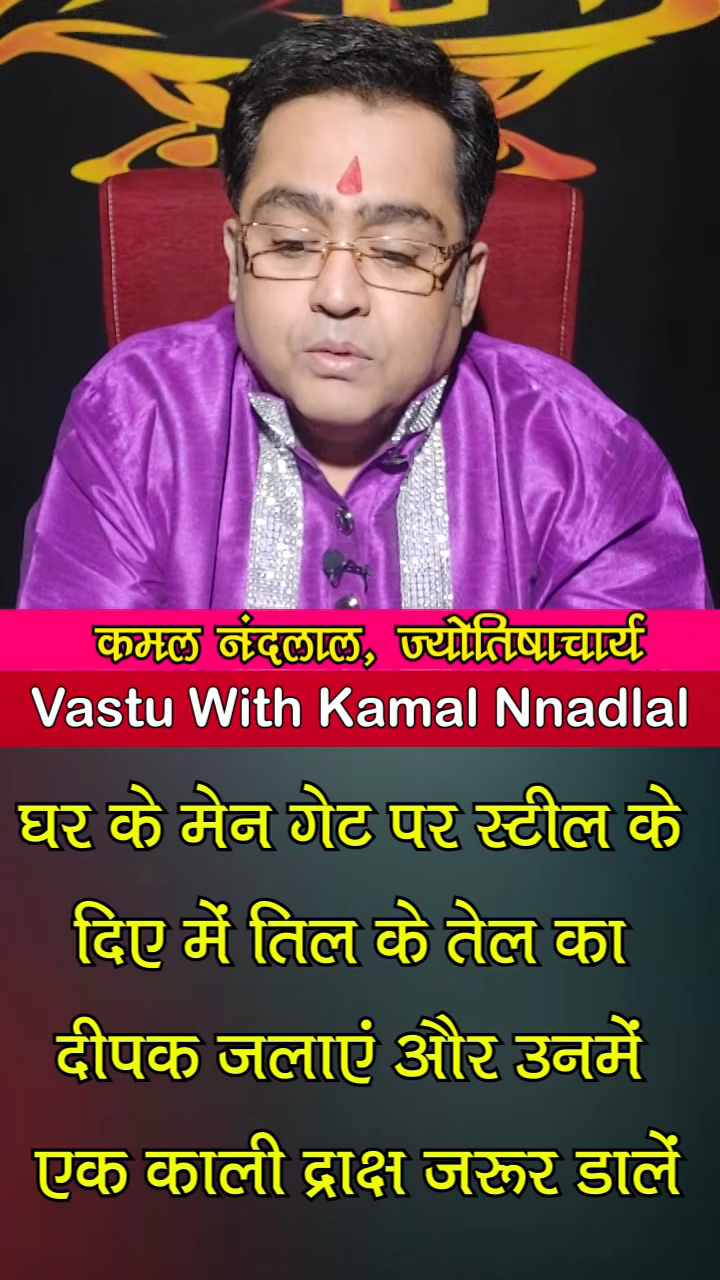 कमल नंदलाल, ज्योतिषाचार्य
Vastu With Kamal Nnadlal
घर के मेन गेट पर स्टील के
दिए में तिल के तेल का
दीपक जलाएं और उनमें
एक काली द्राक्ष जरूर डालें